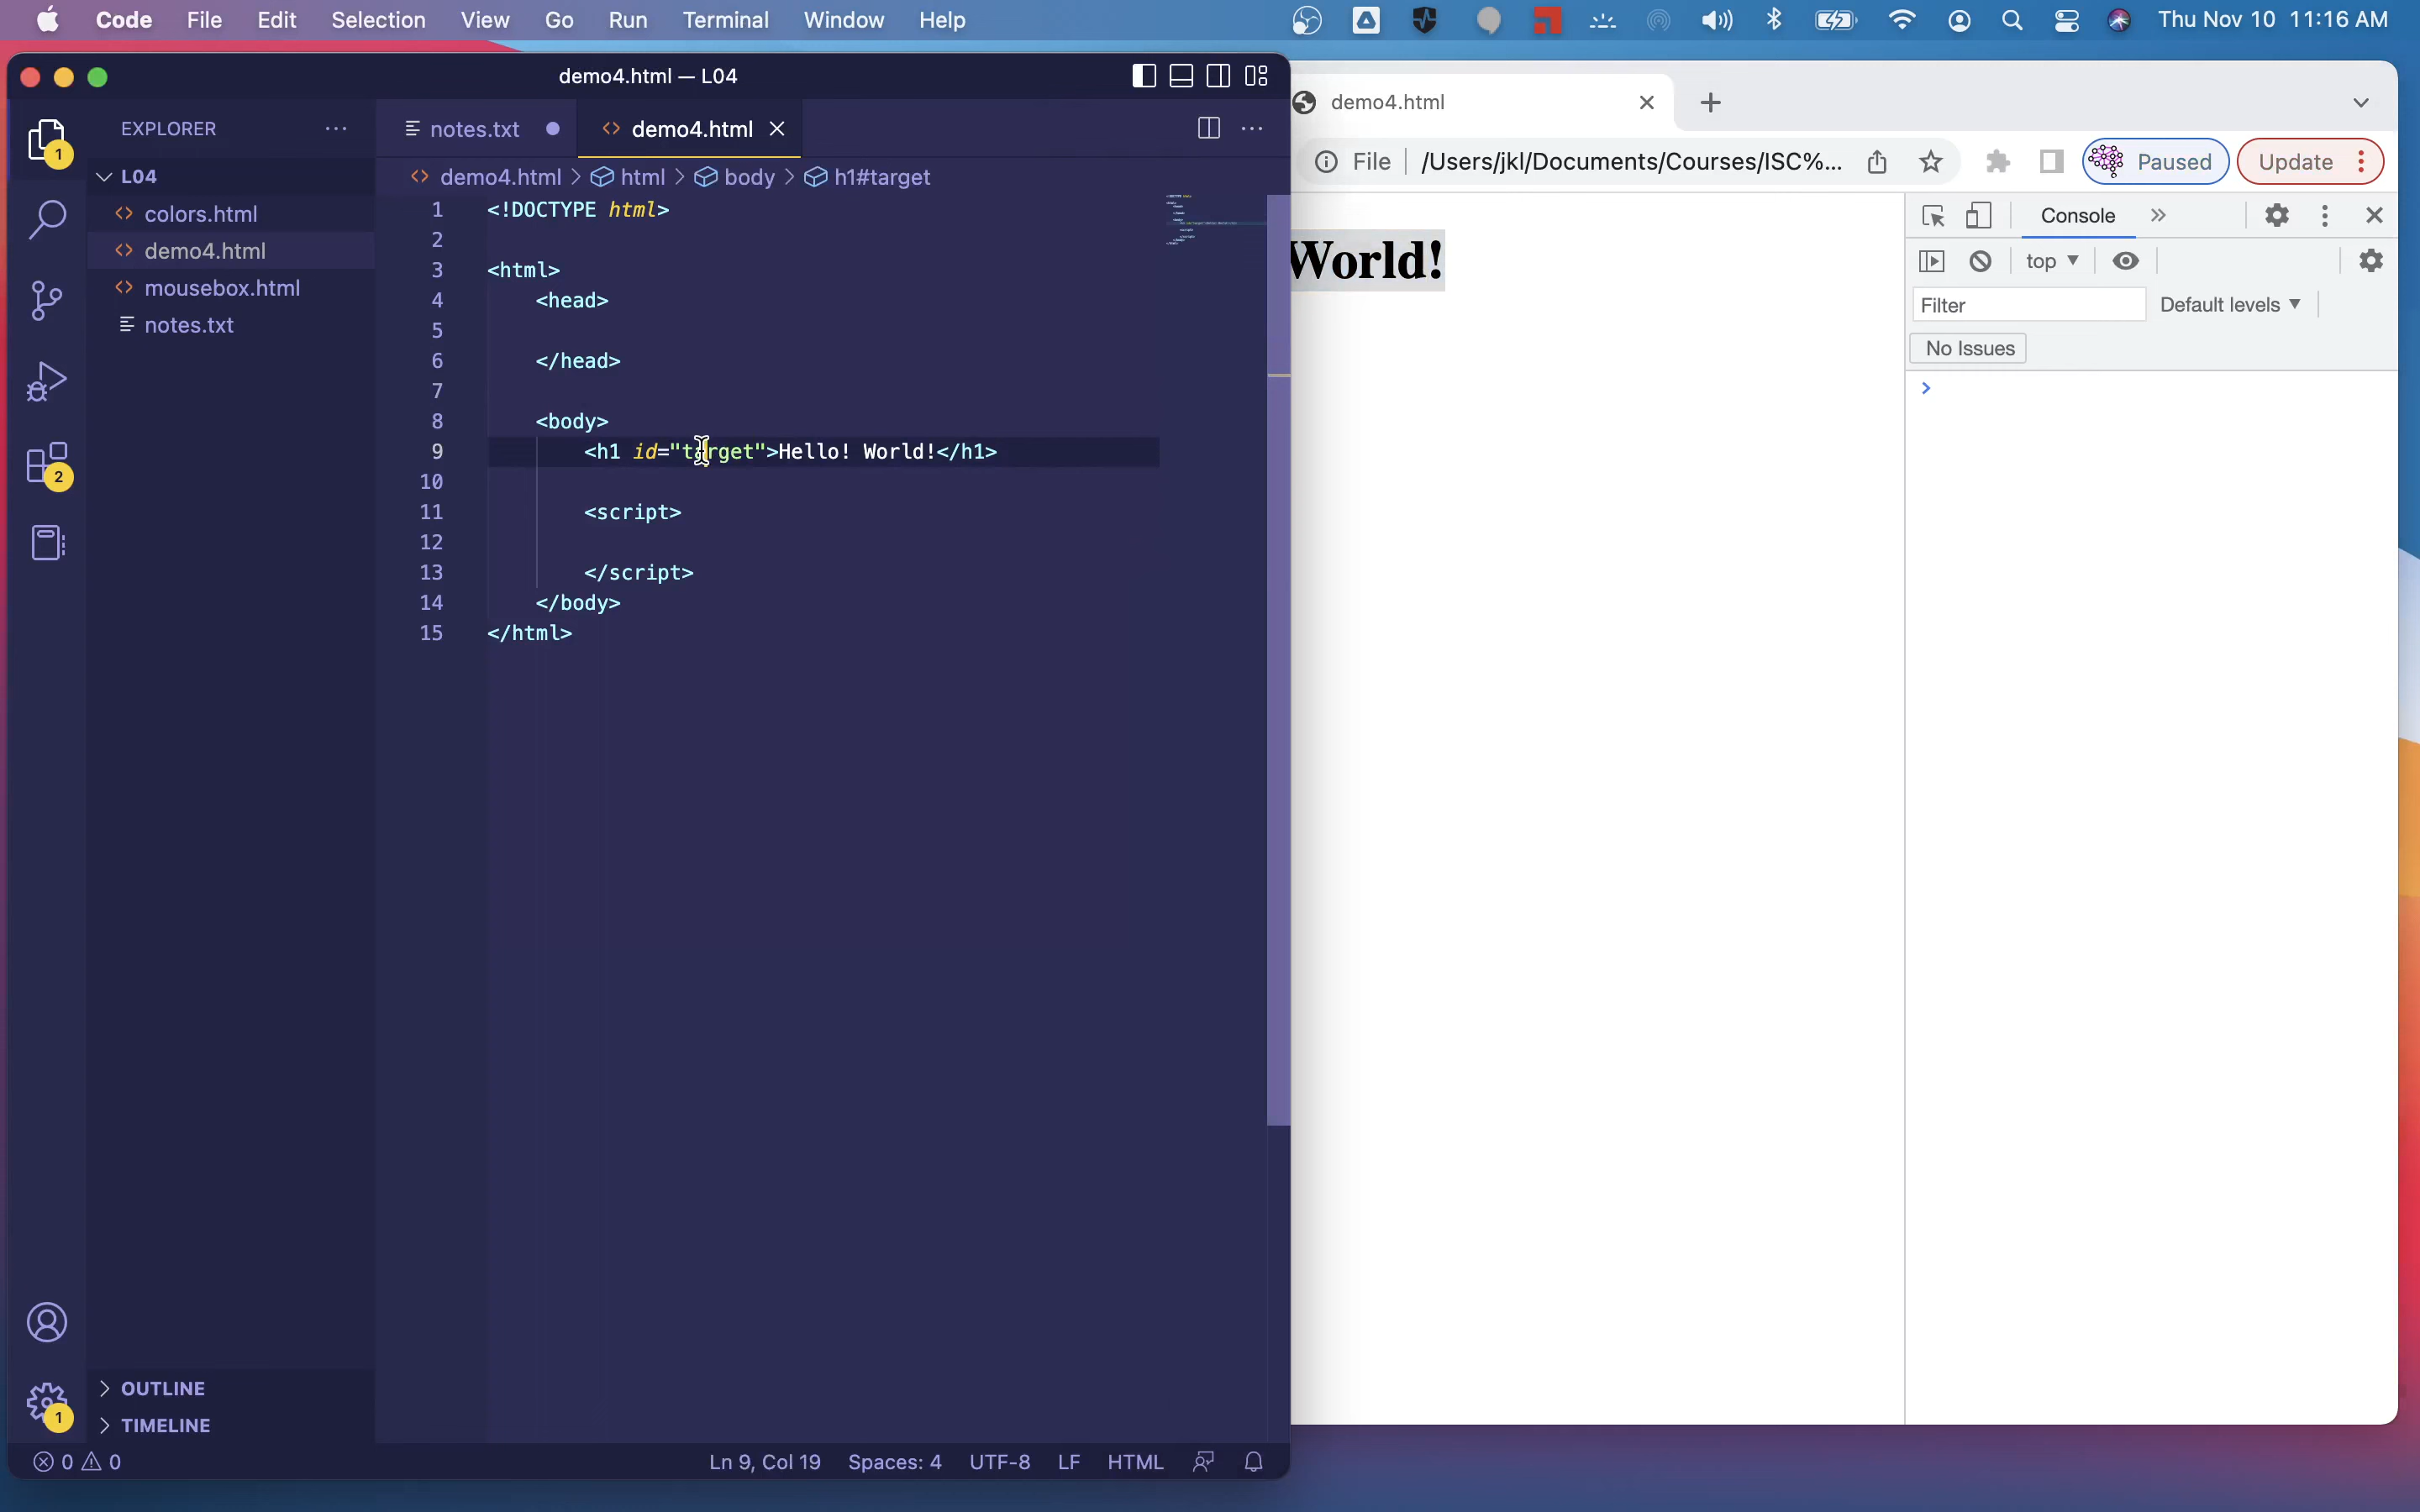 Code File Edit Selection View Go Run Terminal Window Help Thu Nov 10 11:16 AM
demo4.html — L04
EXPLORER
notes.txt
demo4.html
L04
colors.html
demo4.html
mousebox.html
notes.txt
demo4.html > html > body > h1#target
1 <!DOCTYPE html>
2
3 <html>
4 <head>
5
6 </head>
7
8 <body>
9 <h1 id="target">Hello! World!</h1>
10
11 <script>
12
13 </script>
14 </body>
15 </html>
1
2
1
OUTLINE
TIMELINE
0 0 Ln 9, Col 19 Spaces: 4 UTF-8 LF HTML
demo4.html
File /Users/jkl/Documents/Courses/ISC%... Paused Update
World!
Console
top
Filter Default levels
No Issues